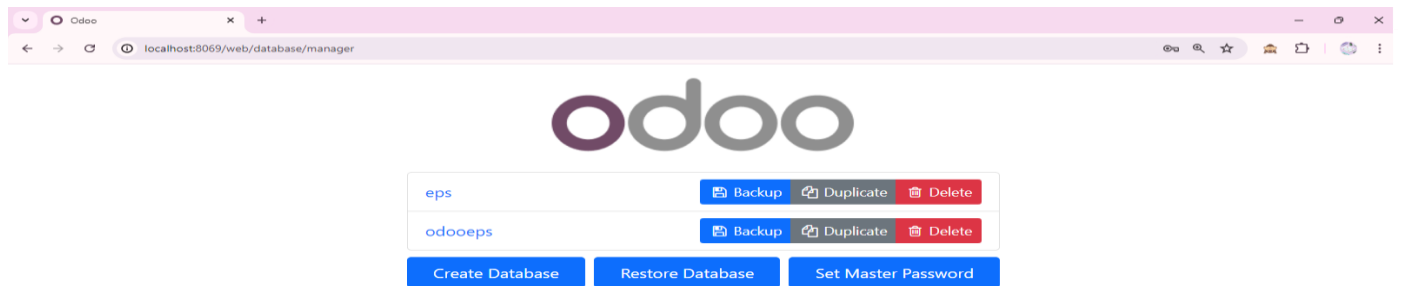 Odoo
localhost:8069/web/database/manager
odoo
eps Backup Duplicate Delete
odooeps Backup Duplicate Delete
Create Database Restore Database Set Master Password